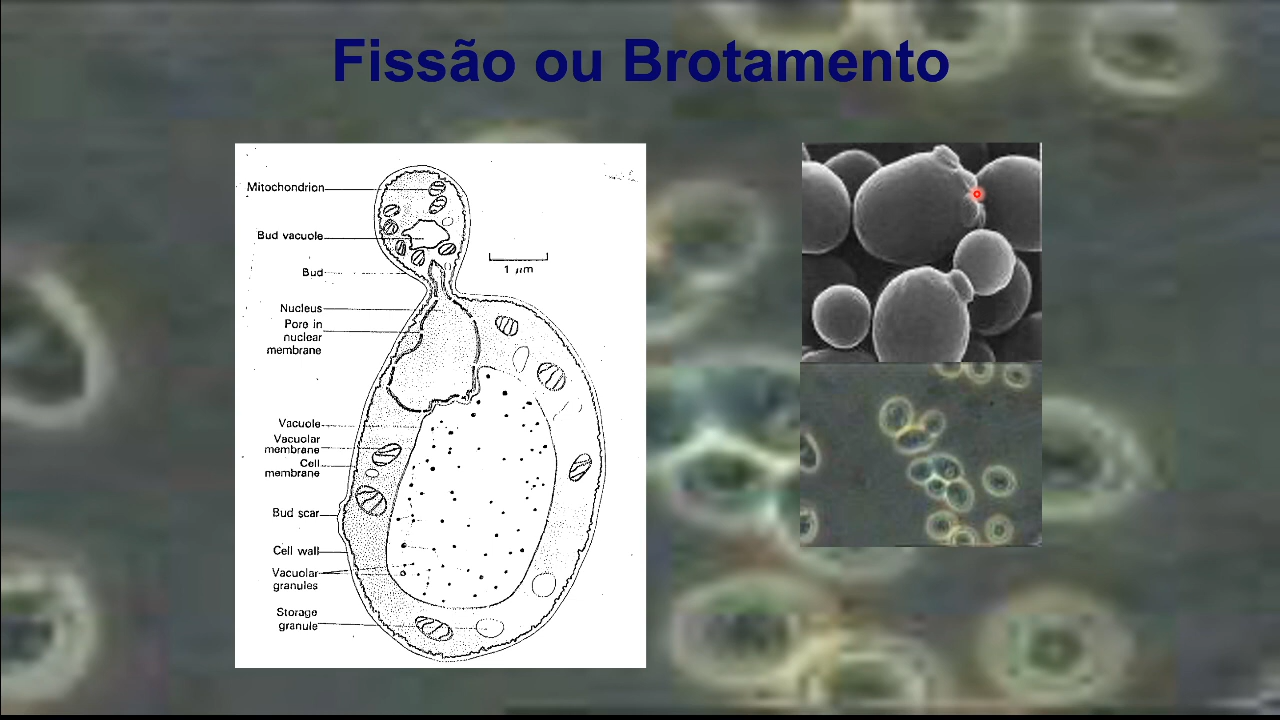 Fissão ou Brotamento
Mitochondrion
Bud vacuole
Bud
1 μm
Nucleus
Pore in
nuclear
membrane
Vacuole
Vacuolar
membrane
Cell
membrane
Bud scar
Cell wall
Vacuolar
granules
Storage
granule